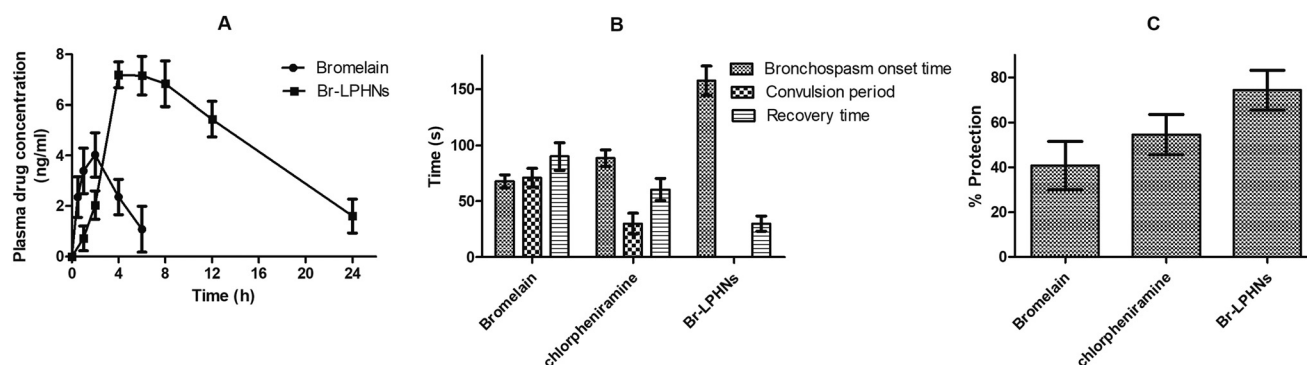 A
Plasma drug concentration
(ng/ml)
8
6
4
2
0
0
4
8
12
16
20
24
Time (h)
Bromelain
Br-LPHNs
B
Time (s)
150
100
50
0
Bronchospasm onset time
Convulsion period
Recovery time
Bromelain
chlorpheniramine
Br-LPHNs
C
% Protection
80
60
40
20
0
Bromelain
chlorpheniramine
Br-LPHNs